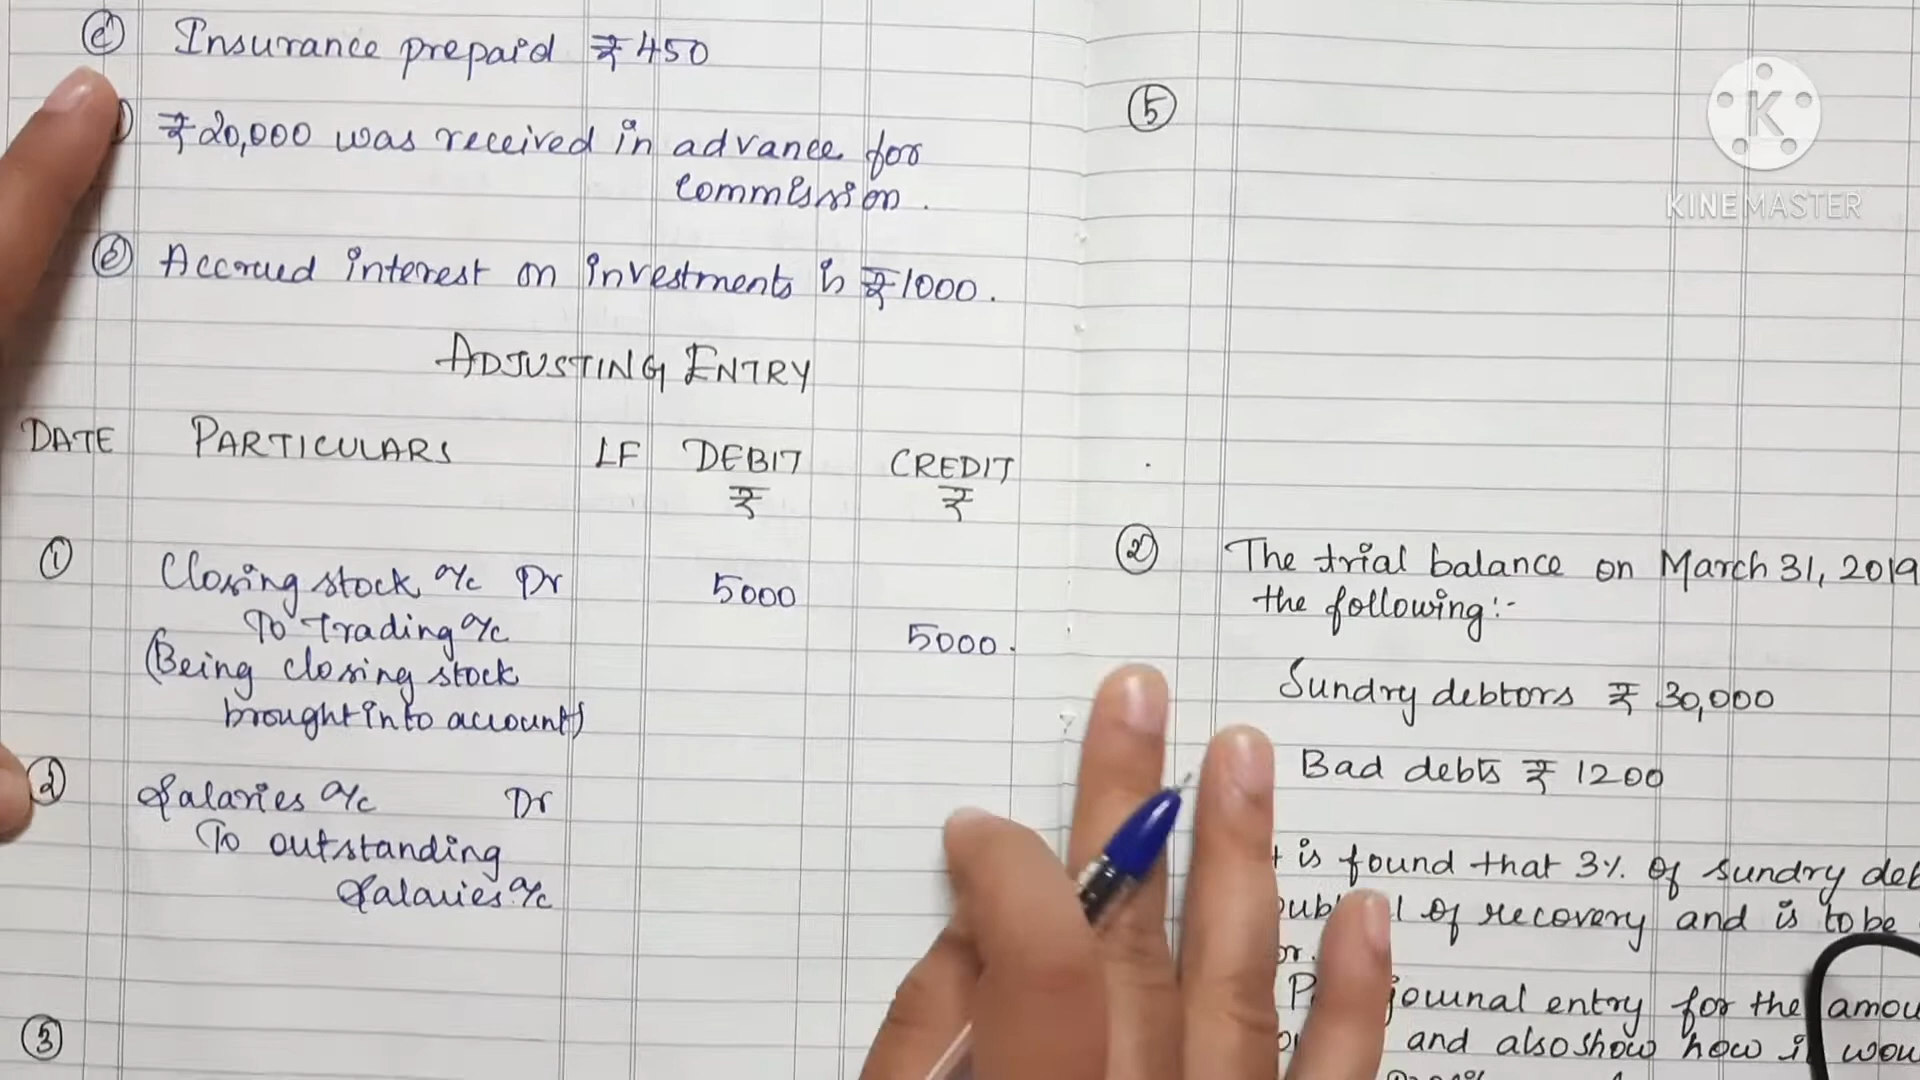 c Insurance prepaid ₹ 450
₹ 20,000 was received in advance for
commission.
e Accrued interest on investments is ₹ 1000.
ADJUSTING ENTRY
DATE PARTICULARS LF DEBIT CREDIT
₹ ₹
1 Closing stock a/c Dr 5000
To trading a/c 5000.
(Being closing stock
brought into account)
2 Salaries a/c Dr
To outstanding
Salaries a/c
3
5
K
KINEMASTER
2 The trial balance on March 31, 2019
the following:-
Sundry debtors ₹ 30,000
Bad debts ₹ 1200
is found that 3% of sundry
of recovery and is to be
journal entry for the
and also show how